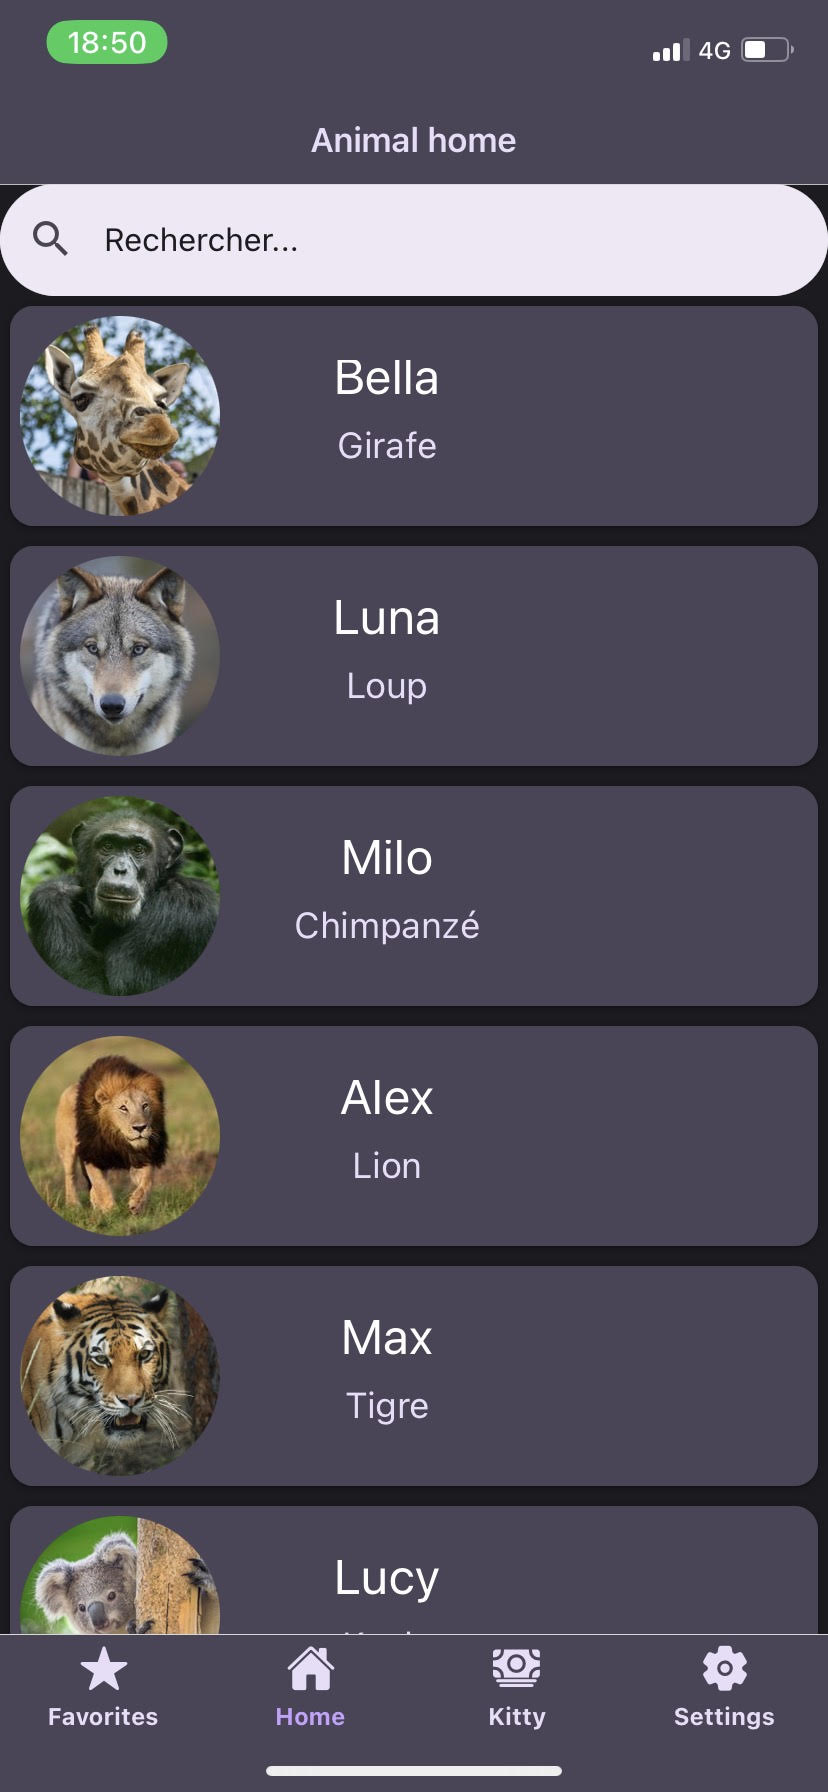 18:50
4G
Animal home
Rechercher...
Bella
Girafe
Luna
Loup
Milo
Chimpanzé
Alex
Lion
Max
Tigre
Lucy
Favorites
Home
Kitty
Settings